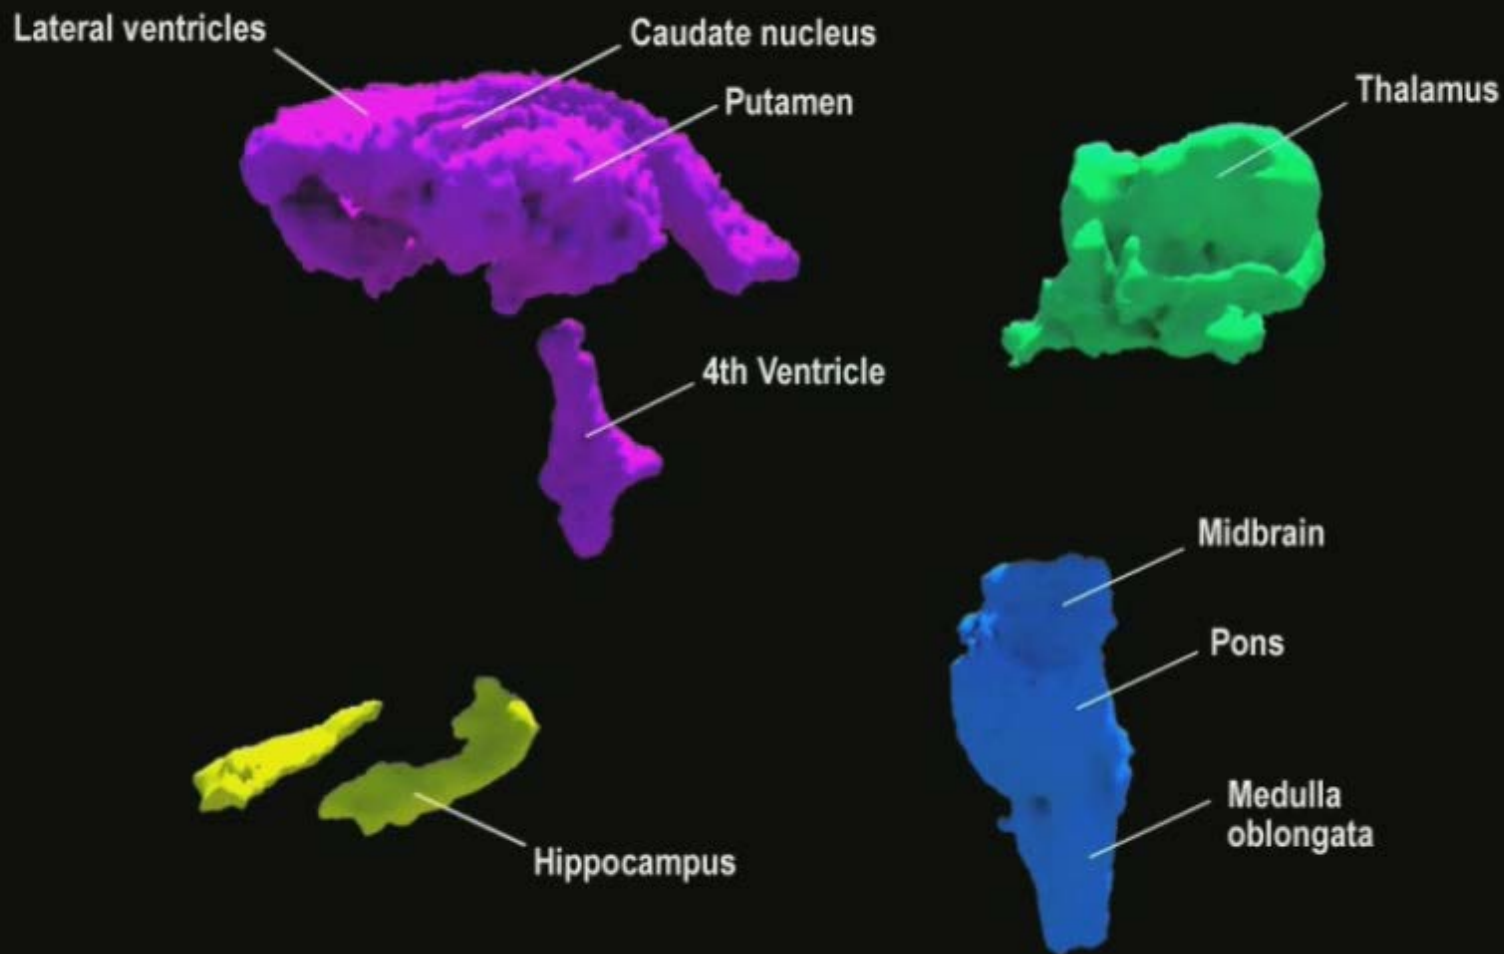 Lateral ventricles
Caudate nucleus
Putamen
Thalamus
4th Ventricle
Midbrain
Pons
Medulla
oblongata
Hippocampus